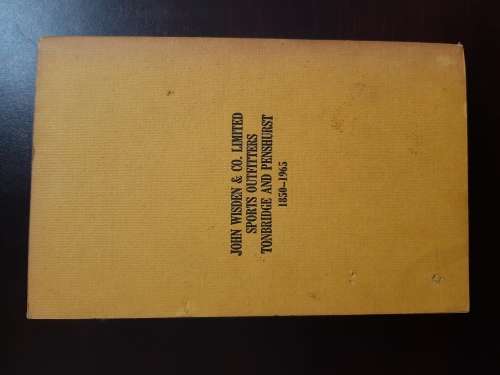 JOHN WISDEN & CO. LIMITED
SPORTS OUTFITTERS
TONBRIDGE AND PENSHURST
1850–1965